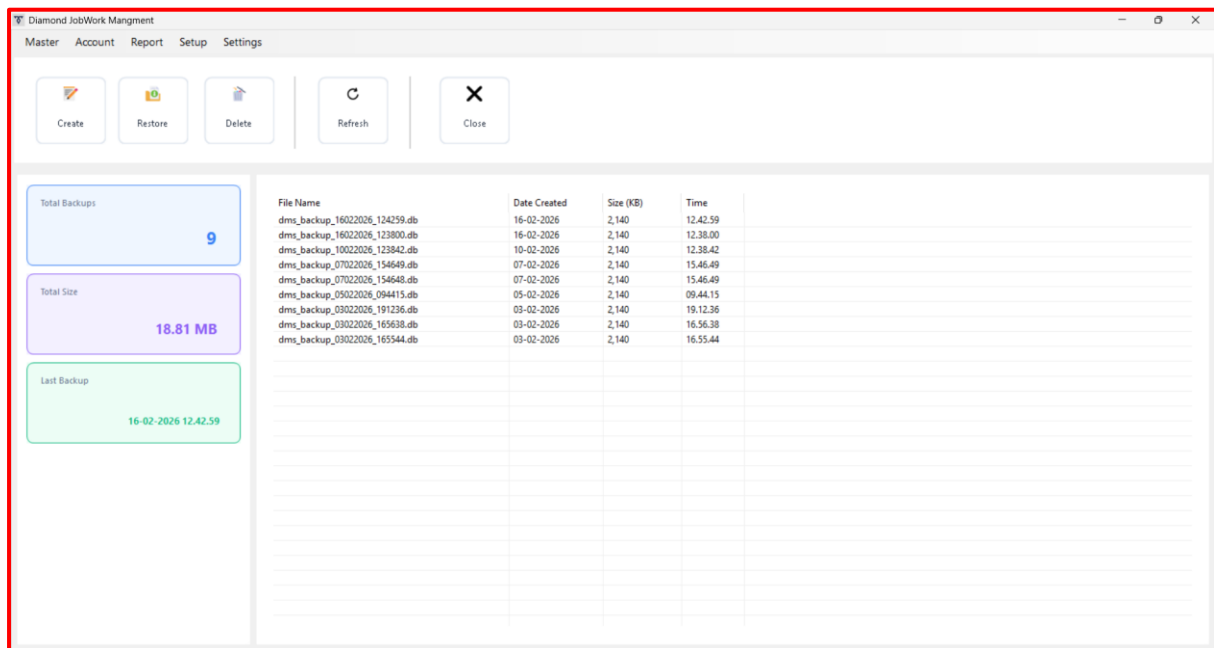 Diamond JobWork Mangment
Master Account Report Setup Settings
Create Restore Delete Refresh Close
Total Backups
9
Total Size
18.81 MB
Last Backup
16-02-2026 12.42.59
File Name Date Created Size (KB) Time
dms_backup_16022026_124259.db 16-02-2026 2,140 12.42.59
dms_backup_16022026_123800.db 16-02-2026 2,140 12.38.00
dms_backup_10022026_123842.db 10-02-2026 2,140 12.38.42
dms_backup_07022026_154649.db 07-02-2026 2,140 15.46.49
dms_backup_07022026_154648.db 07-02-2026 2,140 15.46.49
dms_backup_05022026_094415.db 05-02-2026 2,140 09.44.15
dms_backup_03022026_191236.db 03-02-2026 2,140 19.12.36
dms_backup_03022026_165638.db 03-02-2026 2,140 16.56.38
dms_backup_03022026_165544.db 03-02-2026 2,140 16.55.44